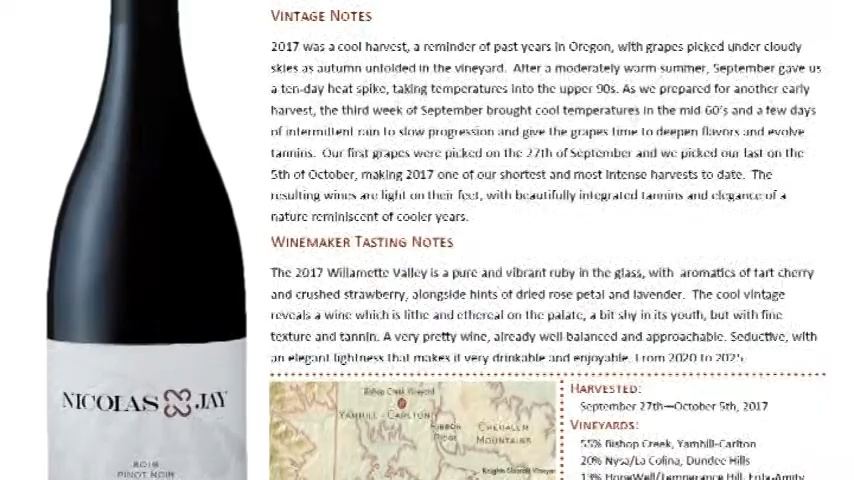 VINTAGE NOTES
2017 was a cool harvest, a reminder of past years in Oregon, with grapes picked under cloudy
skies as autumn unfolded in the vineyard. After a moderately warm summer, September gave us
a ten-day heat spike, taking temperatures into the upper 90s. As we prepared for another early
harvest, the third week of September brought cool temperatures in the mid 60's and a few days
of intermittent rain to slow progression and give the grapes time to deepen flavors and evolve
tannins. Our first grapes were picked on the 27th of September and we picked our last on the
5th of October, making 2017 one of our shortest and most intense harvests to date. The
resulting wines are light on their feet, with beautifully integrated tannins and elegance of a
nature reminiscent of cooler years.
WINEMAKER TASTING NOTES
The 2017 Willamette Valley is a pure and vibrant ruby in the glass, with aromatics of tart cherry
and crushed strawberry, alongside hints of dried rose petal and lavender. The cool vintage
reveals a wine which is lithe and ethereal on the palate, a bit shy in its youth, but with fine
texture and tannin. A very pretty wine, already well balanced and approachable. Seductive, with
an elegant lightness that makes it very drinkable and enjoyable. From 2020 to 2025.
NICOLAS JAY
PINOT NOIR
Bishop Creek Vineyard
YAMHILL - CARLTON
RIBBON
RIDGE
CHEHALEM
MOUNTAINS
HARVESTED:
September 27th—October 5th, 2017
VINEYARDS:
55% Bishop Creek, Yamhill-Carlton
20% Nysa/La Colina, Dundee Hills
13% HopeWell/Temperance Hill, Eola-Amity